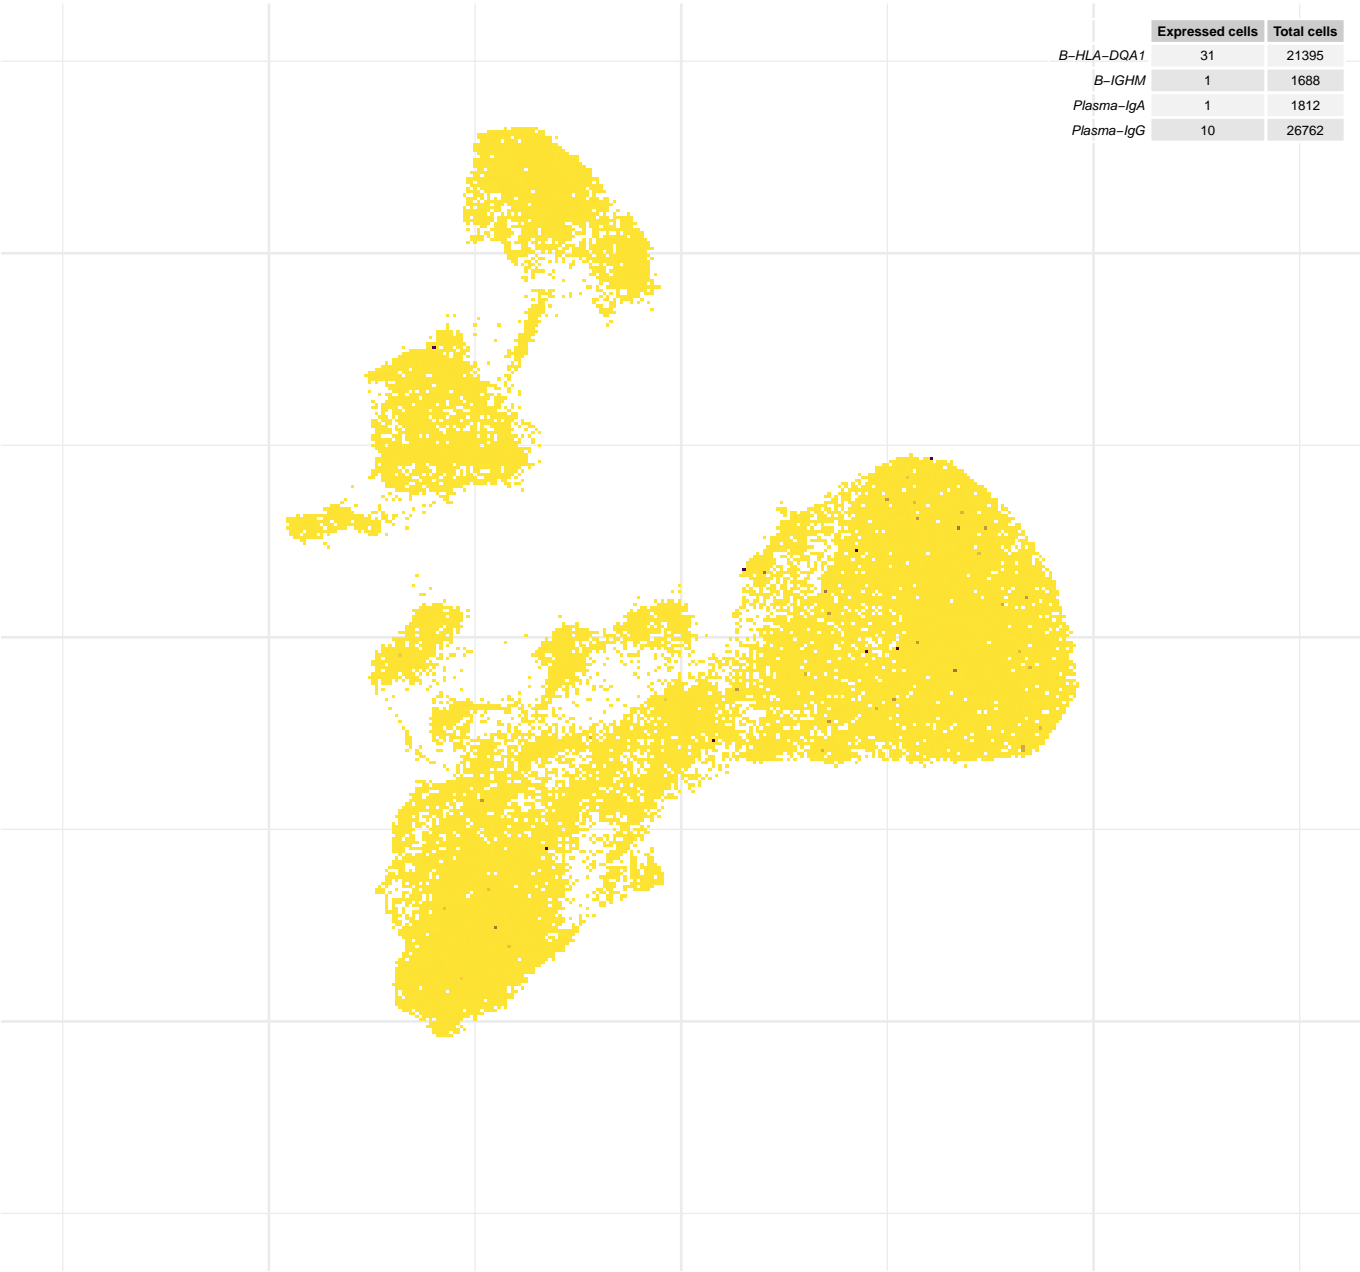 Expressed cells Total cells
B−HLA−DQA1 31 21395
B−IGHM 1 1688
Plasma−IgA 1 1812
Plasma−IgG 10 26762